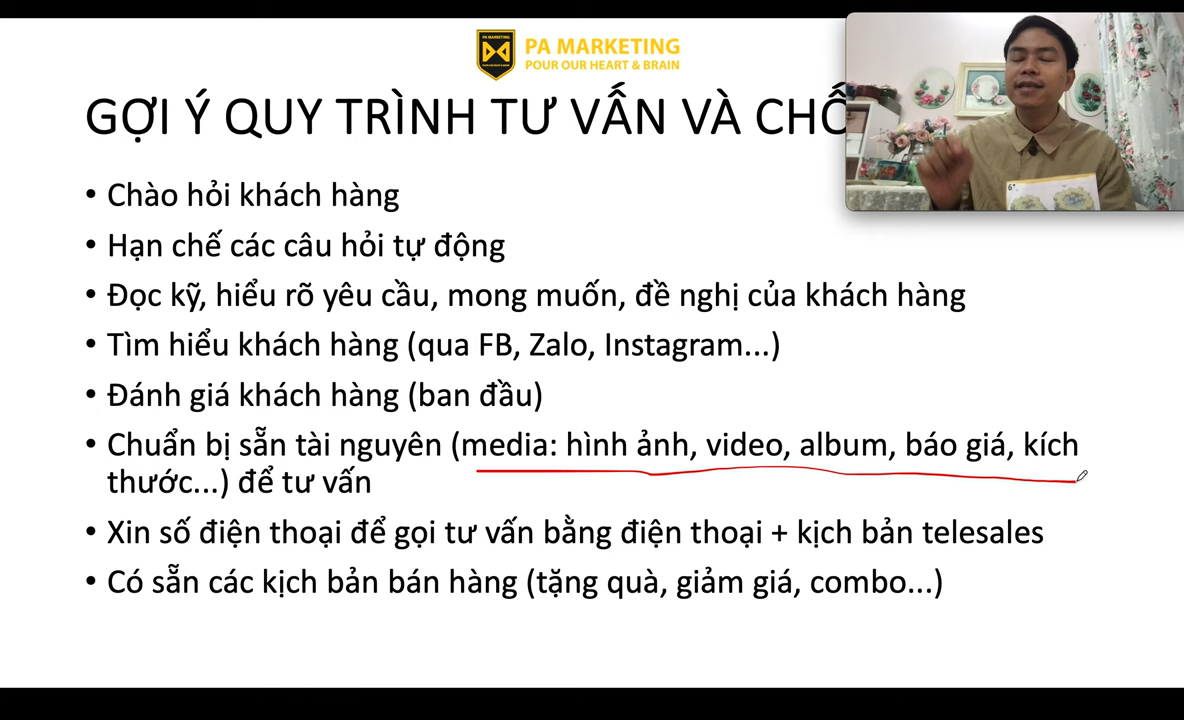 PA MARKETING
PA MARKETING
POUR OUR HEART & BRAIN
GỢI Ý QUY TRÌNH TƯ VẤN VÀ CHỐ
• Chào hỏi khách hàng
• Hạn chế các câu hỏi tự động
• Đọc kỹ, hiểu rõ yêu cầu, mong muốn, đề nghị của khách hàng
• Tìm hiểu khách hàng (qua FB, Zalo, Instagram...)
• Đánh giá khách hàng (ban đầu)
• Chuẩn bị sẵn tài nguyên (media: hình ảnh, video, album, báo giá, kích
thước...) để tư vấn
• Xin số điện thoại để gọi tư vấn bằng điện thoại + kịch bản telesales
• Có sẵn các kịch bản bán hàng (tặng quà, giảm giá, combo...)